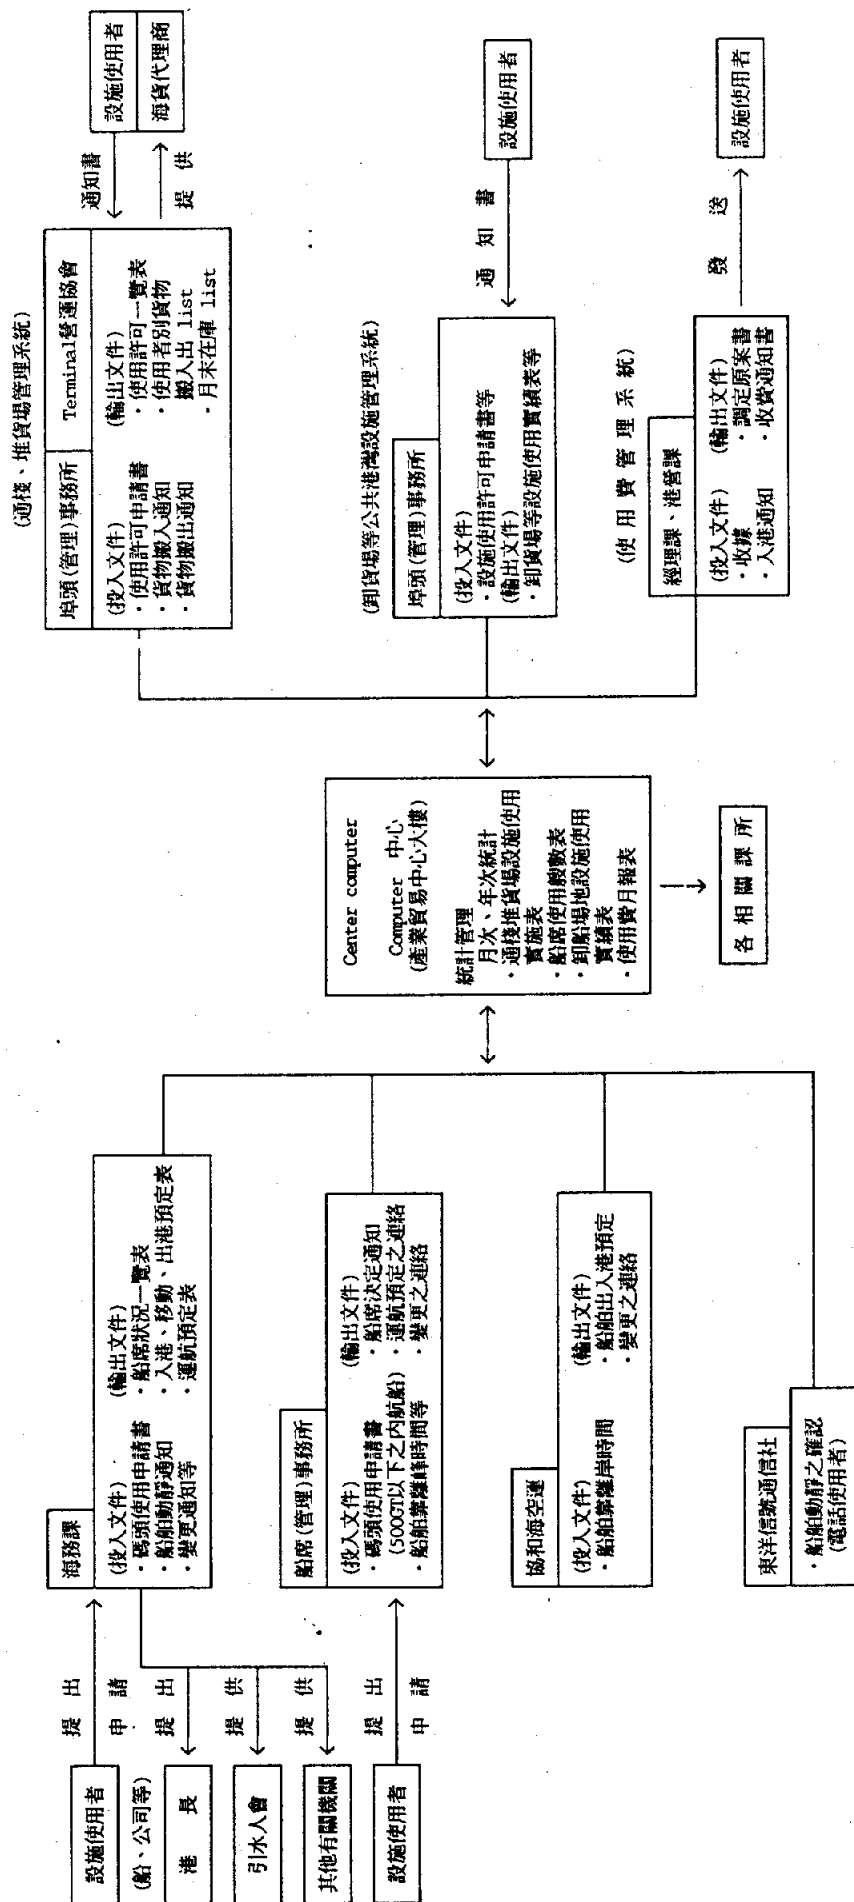 設施使用者
(船、公司等)
港 長
引水人會
其他有關機關
設施使用者
提 出
申 請
提 出
提 供
提 供
提 出
申 請
海務課
(投入文件)
・碼頭使用申請書
・船舶動靜通知
・變更通知等
(輸出文件)
・船席狀況一覽表
・入港、移動、出港預定表
・運航預定表
船席(管理)事務所
(投入文件)
・碼頭使用申請書
(500GT以下之內航船)
・船舶靠離峰時間等
(輸出文件)
・船席決定通知
・運航預定之連絡
・變更之連絡
協和海空運
(投入文件)
・船舶靠離岸時間
(輸出文件)
・船舶出入港預定
・變更之連絡
東洋信號通信社
・船舶動靜之確認
(電話使用者)
Center computer
Computer 中心
(產業貿易中心大樓)
統計管理
月次、年次統計
・通棧堆貨場設施使用
實施表
・船席使用艘數表
・卸船場地設施使用
實績表
・使用費月報表
各相關課所
(通棧、堆貨場管理系統)
埠頭(管理)事務所
Terminal營運協會
(投入文件)
・使用許可申請書
・貨物搬入通知
・貨物搬出通知
(輸出文件)
・使用許可一覽表
・使用者別貨物
搬入出 list
・月末在庫 list
通知書
提 供
設施使用者
海貨代理商
(卸貨場等公共港灣設施管理系統)
埠頭(管理)事務所
(投入文件)
・設施使用許可申請書等
(輸出文件)
・卸貨場等設施使用實績表等
通 知 書
設施使用者
(使用費管理系統)
經理課、港營課
(投入文件)
・收據
・入港通知
(輸出文件)
・調定原案書
・收費通知書
發 送
設施使用者